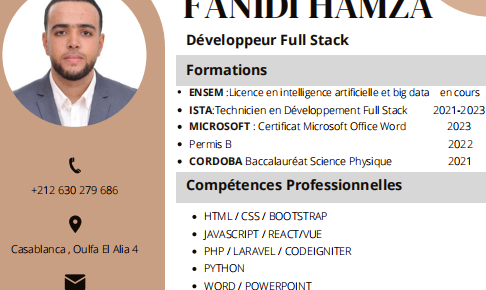 FANIDI HAMZA
Développeur Full Stack
Formations
• ENSEM :Licence en intelligence artificielle et big data en cours
• ISTA:Technicien en Développement Full Stack 2021-2023
• MICROSOFT : Certificat Microsoft Office Word 2023
• Permis B 2022
• CORDOBA Baccalauréat Science Physique 2021
Compétences Professionnelles
• HTML / CSS / BOOTSTRAP
• JAVASCRIPT / REACT/VUE
• PHP / LARAVEL / CODEIGNITER
• PYTHON
• WORD / POWERPOINT
+212 630 279 686
Casablanca , Oulfa El Alia 4